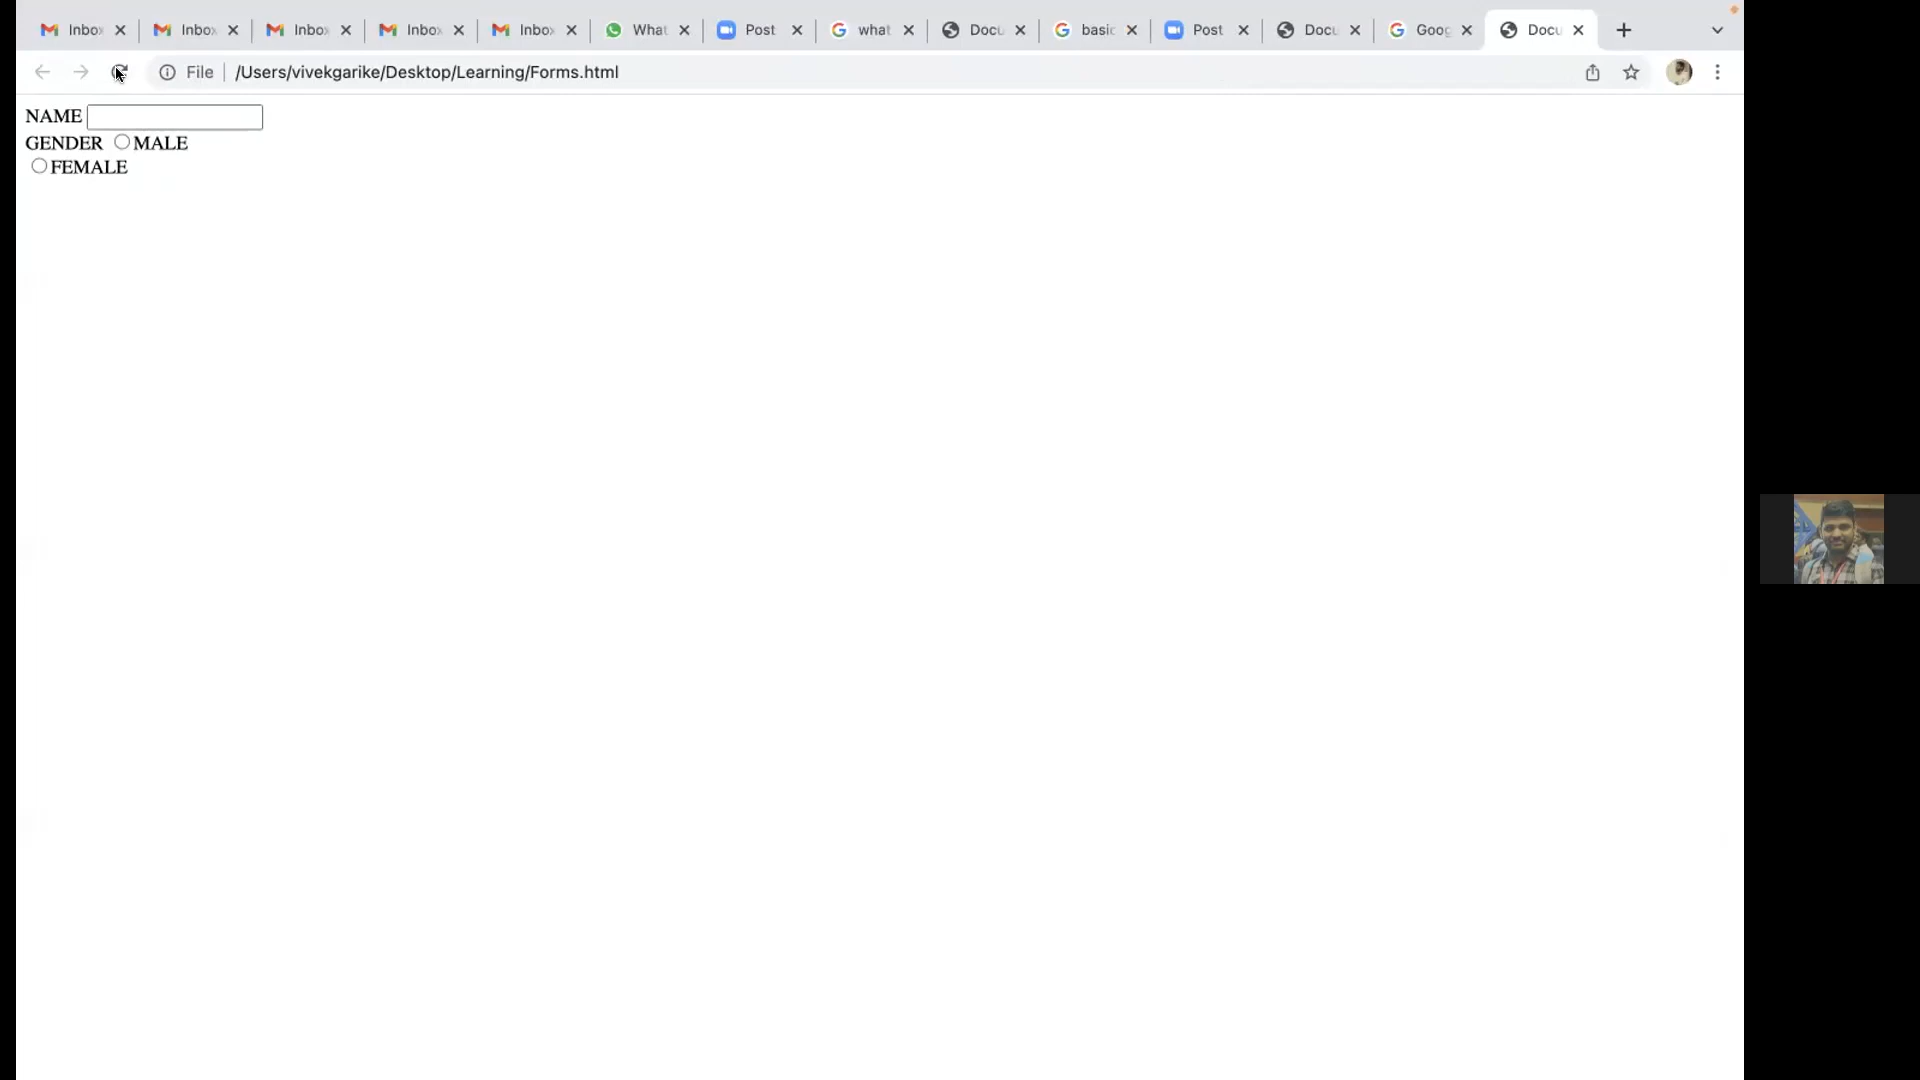 Inbox Inbox Inbox Inbox Inbox What Post what Docu basic Post Docu Goog Docu
File /Users/vivekgarike/Desktop/Learning/Forms.html
NAME
GENDER MALE
FEMALE